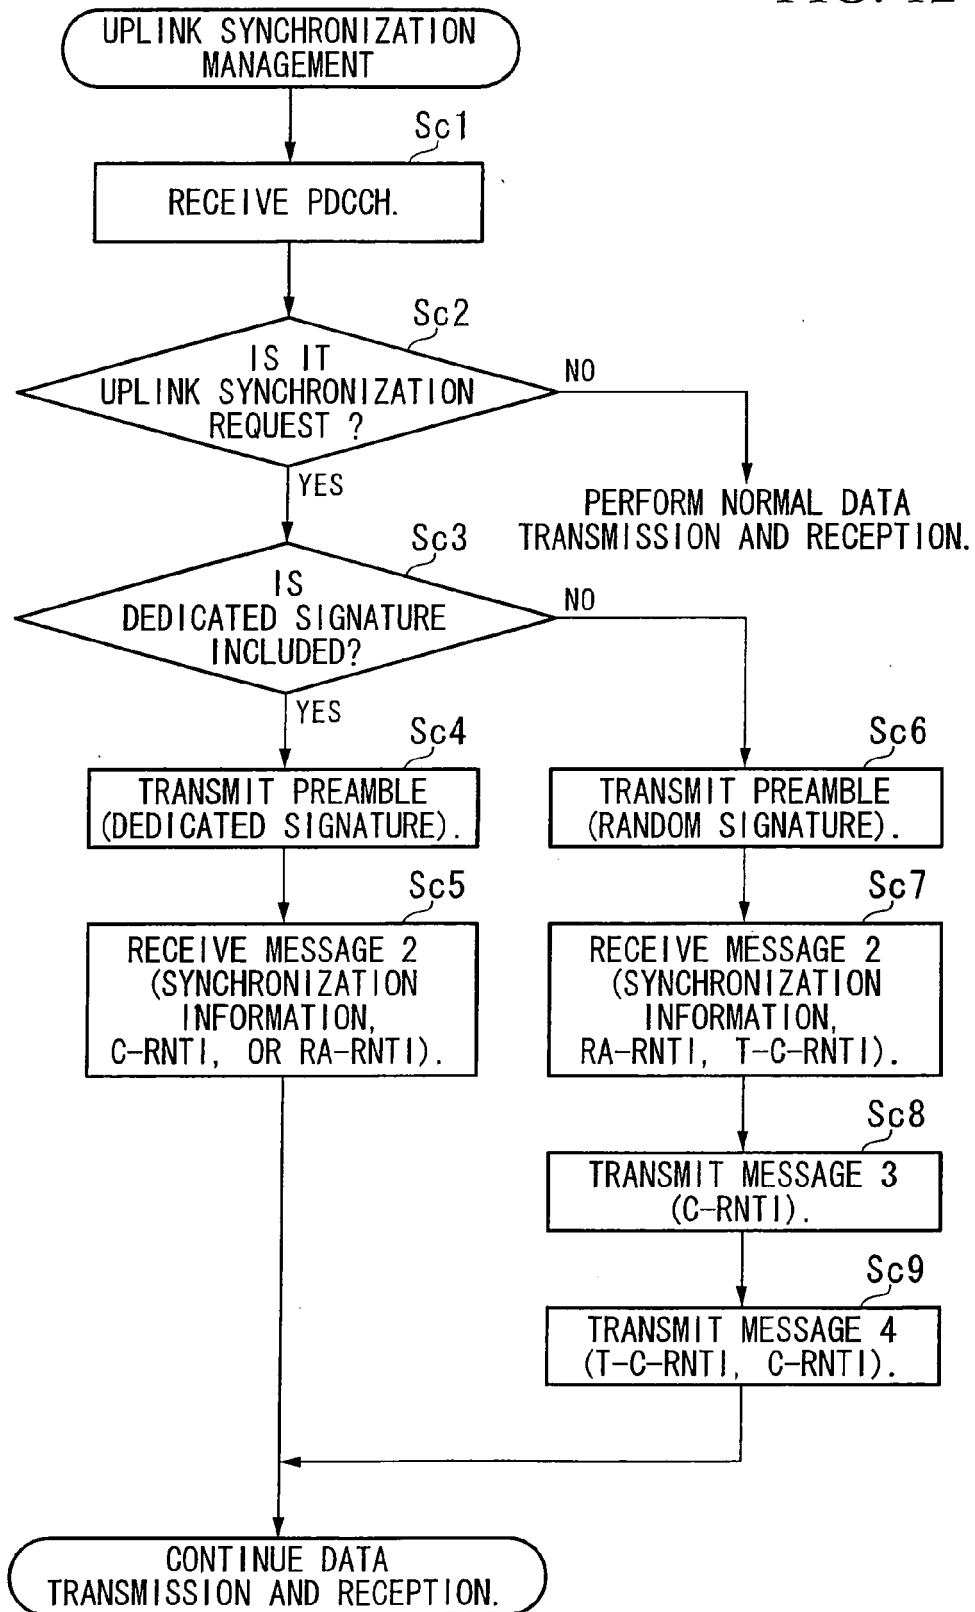 UPLINK SYNCHRONIZATION
MANAGEMENT
Sc1
RECEIVE PDCCH.
Sc2
IS IT
UPLINK SYNCHRONIZATION
REQUEST ?
NO
YES
PERFORM NORMAL DATA
TRANSMISSION AND RECEPTION.
Sc3
IS
DEDICATED SIGNATURE
INCLUDED?
NO
YES
Sc4
TRANSMIT PREAMBLE
(DEDICATED SIGNATURE).
Sc6
TRANSMIT PREAMBLE
(RANDOM SIGNATURE).
Sc5
RECEIVE MESSAGE 2
(SYNCHRONIZATION
INFORMATION,
C-RNTI, OR RA-RNTI).
Sc7
RECEIVE MESSAGE 2
(SYNCHRONIZATION
INFORMATION,
RA-RNTI, T-C-RNTI).
Sc8
TRANSMIT MESSAGE 3
(C-RNTI).
Sc9
TRANSMIT MESSAGE 4
(T-C-RNTI, C-RNTI).
CONTINUE DATA
TRANSMISSION AND RECEPTION.